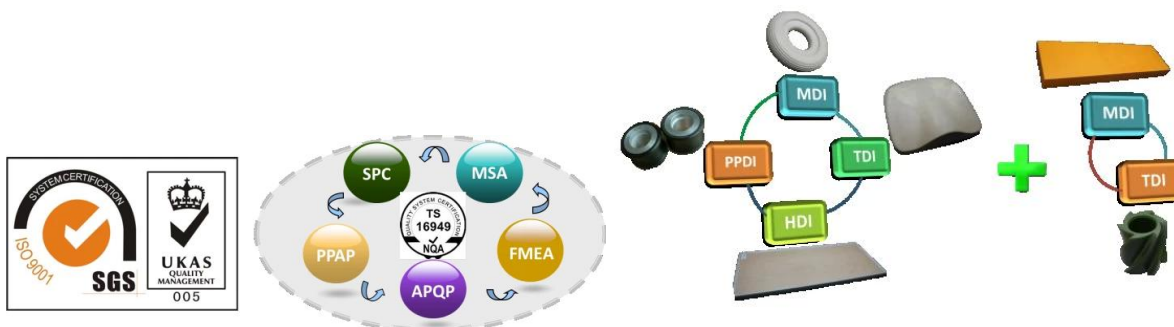 SYSTEM CERTIFICATION
ISO 9001
SGS
UKAS
QUALITY
MANAGEMENT
005
SPC
MSA
QUALITY SYSTEM CERTIFICATION
TS
16949
NQA
PPAP
FMEA
APQP
MDI
PPDI
TDI
HDI
MDI
TDI